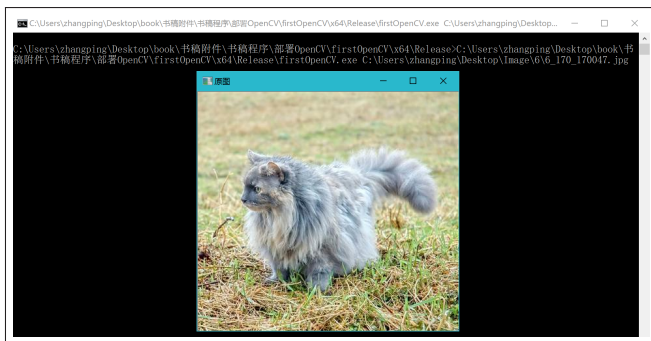 C:\Users\zhangping\Desktop\book\书稿附件\书稿程序\部署OpenCV\firstOpenCV\x64\Release\firstOpenCV.exe C:\Users\zhangping\Desktop...
C:\Users\zhangping\Desktop\book\书稿附件\书稿程序\部署OpenCV\firstOpenCV\x64\Release>C:\Users\zhangping\Desktop\book\书
稿附件\书稿程序\部署OpenCV\firstOpenCV\x64\Release\firstOpenCV.exe C:\Users\zhangping\Desktop\Image\6\6_170_170047.jpg
原图